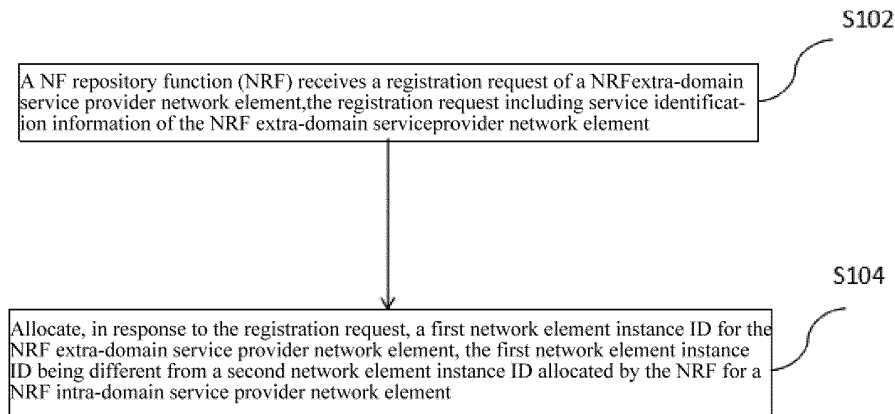 S102
A NF repository function (NRF) receives a registration request of a NRFextra-domain
service provider network element,the registration request including service identificat-
ion information of the NRF extra-domain serviceprovider network element
S104
Allocate, in response to the registration request, a first network element instance ID for the
NRF extra-domain service provider network element, the first network element instance
ID being different from a second network element instance ID allocated by the NRF for a
NRF intra-domain service provider network element